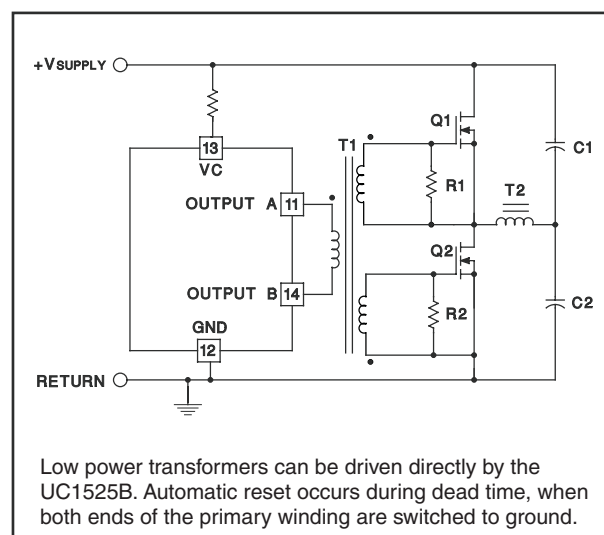 +VSUPPLY
Q1
13
T1
C1
VC
R1
T2
OUTPUT A 11
Q2
OUTPUT B 14
C2
GND
R2
12
RETURN
Low power transformers can be driven directly by the
UC1525B. Automatic reset occurs during dead time, when
both ends of the primary winding are switched to ground.